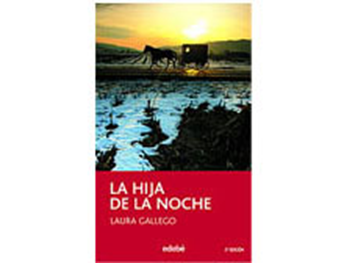 LA HIJA
DE LA NOCHE
LAURA GALLEGO
edebé